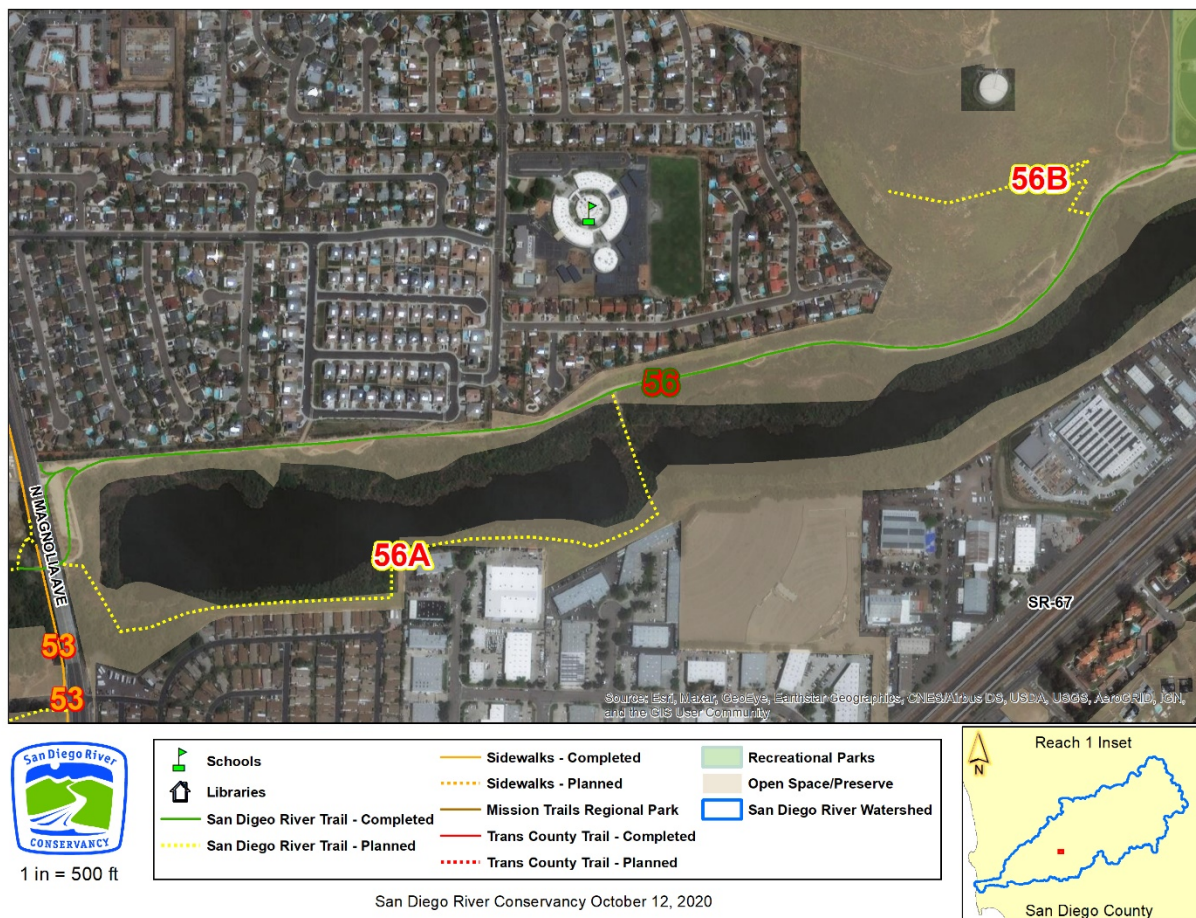 56B
56
56A
N MAGNOLIA AVE
SR-67
53
53
Source: Esri, Maxar, GeoEye, Earthstar Geographics, CNES/Airbus DS, USDA, USGS, AeroGRID, IGN,
and the GIS User Community
San Diego River
CONSERVANCY
1 in = 500 ft
Schools
Libraries
San Digeo River Trail - Completed
San Diego River Trail - Planned
Sidewalks - Completed
Sidewalks - Planned
Mission Trails Regional Park
Trans County Trail - Completed
Trans County Trail - Planned
Recreational Parks
Open Space/Preserve
San Diego River Watershed
San Diego River Conservancy October 12, 2020
Reach 1 Inset
N
San Diego County